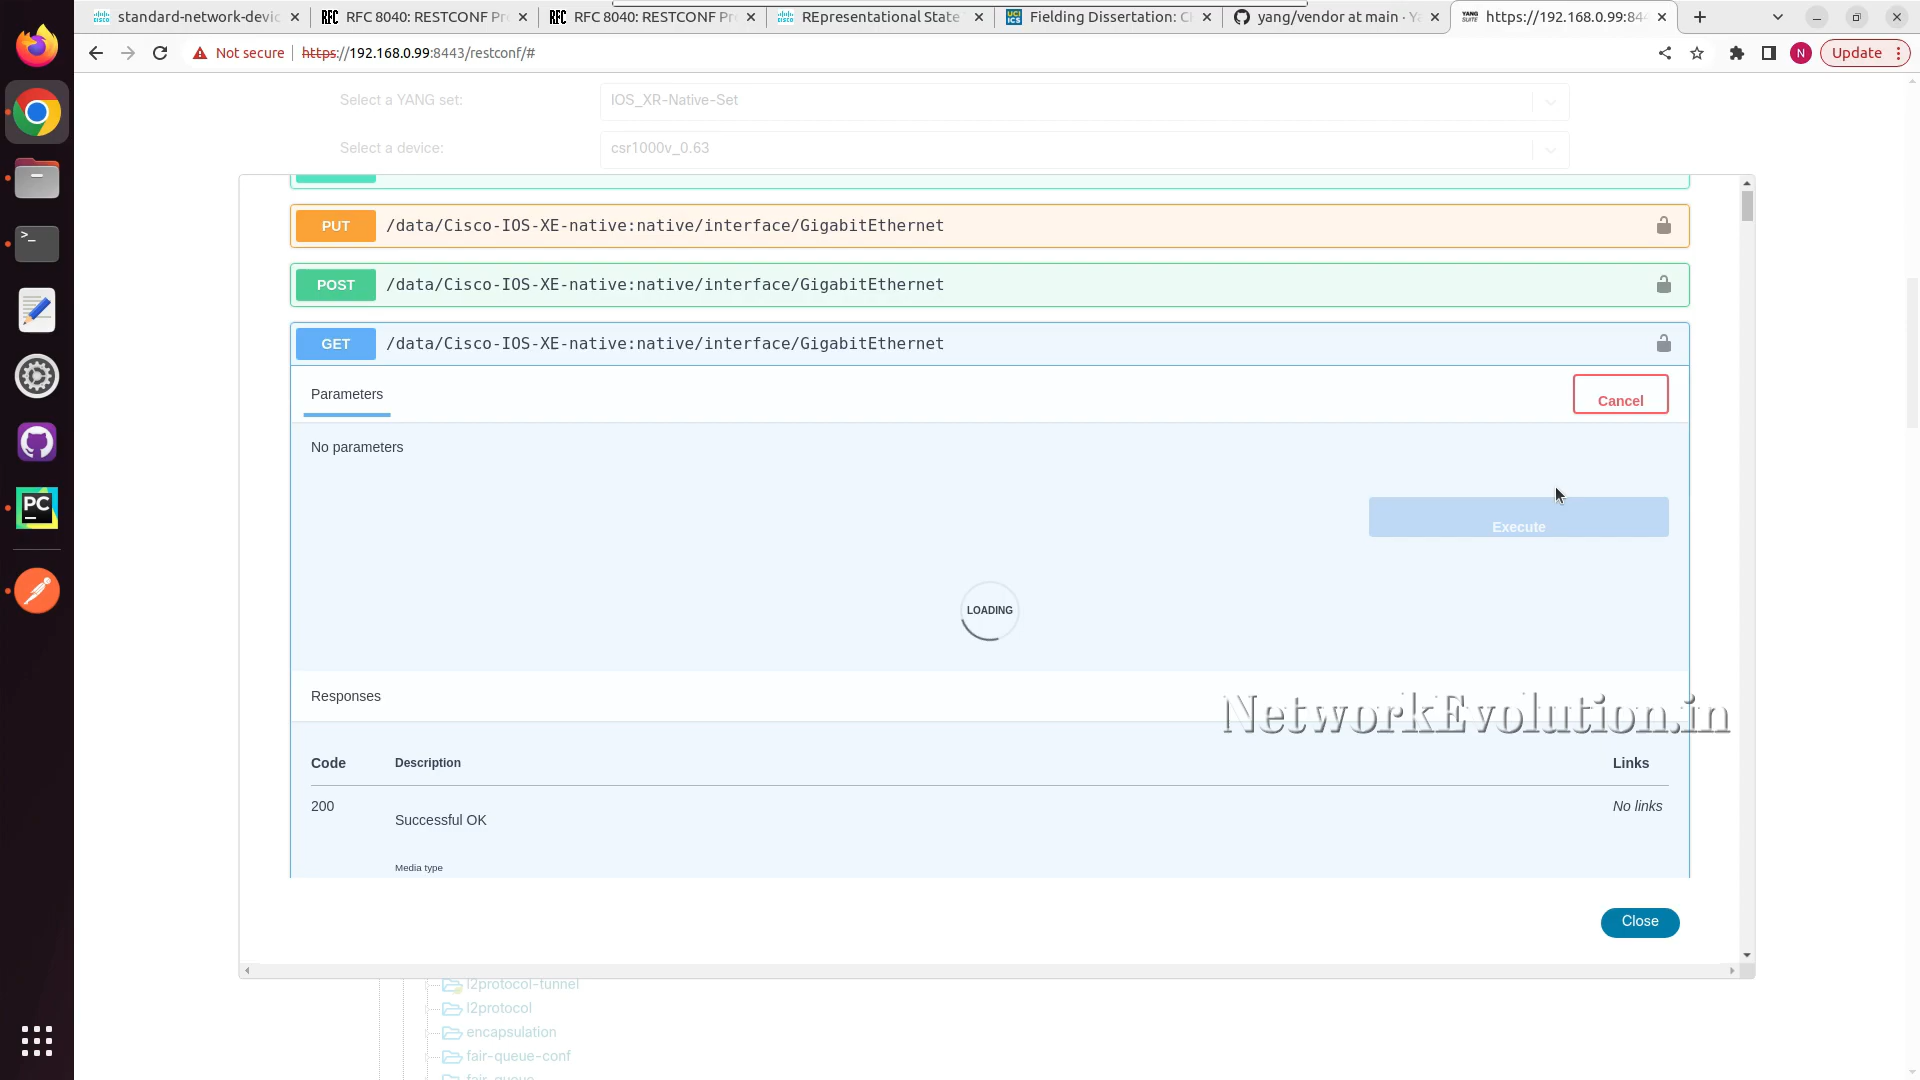 standard-network-devic
RFC 8040: RESTCONF Pr
RFC 8040: RESTCONF Pr
REpresentational State
Fielding Dissertation: C
yang/vendor at main · Ya
https://192.168.0.99:844
Not secure
https://192.168.0.99:8443/restconf/#
N
Update
Select a YANG set:
IOS_XR-Native-Set
Select a device:
csr1000v_0.63
PUT
/data/Cisco-IOS-XE-native:native/interface/GigabitEthernet
POST
/data/Cisco-IOS-XE-native:native/interface/GigabitEthernet
GET
/data/Cisco-IOS-XE-native:native/interface/GigabitEthernet
Parameters
Cancel
No parameters
Execute
LOADING
Responses
NetworkEvolution.in
Code
Description
Links
200
Successful OK
No links
Media type
Close
l2protocol-tunnel
l2protocol
encapsulation
fair-queue-conf
fair-queue